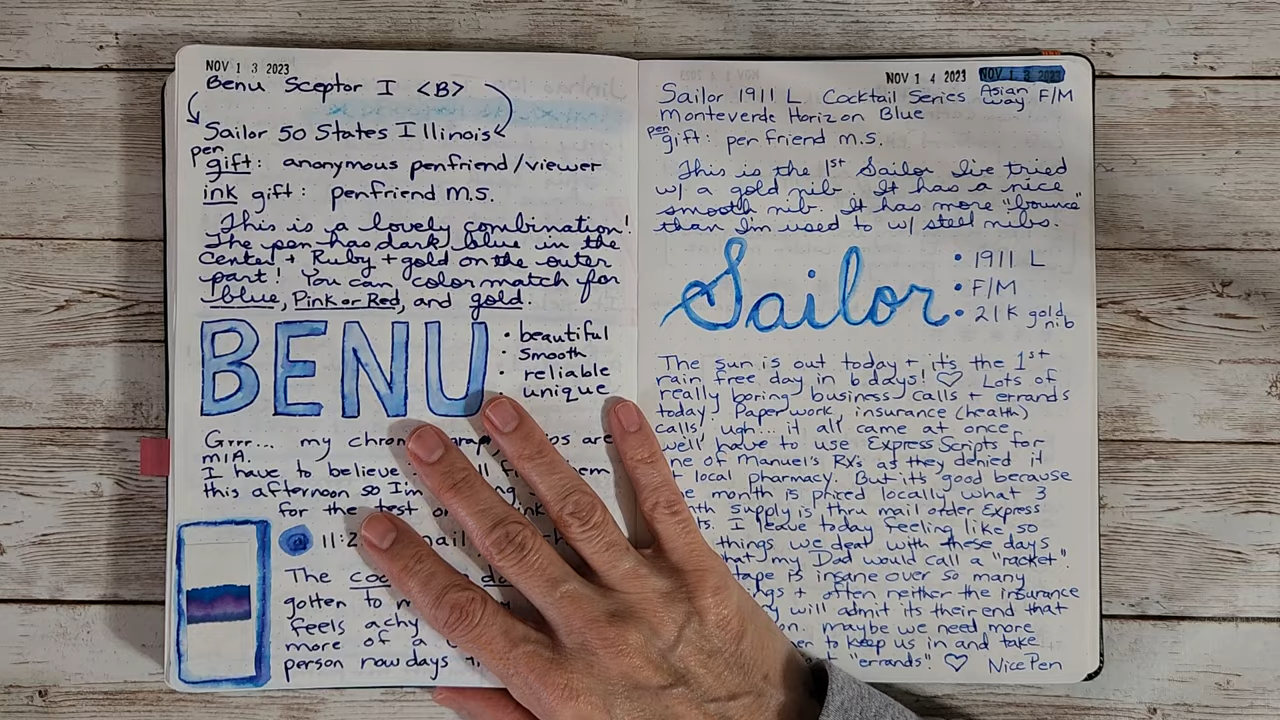 NOV 1 3 2023
Benu Sceptor I <B>
Sailor 50 States Illinois
pen
gift: anonymous penfriend/viewer
ink gift: penfriend M.S.
This is a lovely combination!
The pen has dark blue in the
center + Ruby + gold on the outer
part! You can color match for
blue, Pink or Red, and gold.
BENU
• beautiful
• smooth
• reliable
• unique
Grrr... my are
MIA.
I have to believe
this afternoon so I'm
for the test
11:2
The
gotten to
feels achy
more of a
person nowdays
NOV 1 4 2023 NOV 1 3 2023
Sailor 1911 L Cocktail Series Asian way F/M
Monteverde Horizon Blue
pen
gift: pen friend M.S.
This is the 1st Sailor I've tried
w/ a gold nib. It has a nice
smooth nib. It has more "bounce"
than I'm used to w/ steel nibs.
Sailor
• 1911 L
• F/M
• 21K gold
nib
The sun is out today + it's the 1st
rain free day in 6 days! ♡ Lots of
really boring business calls + errands
today. Paperwork, insurance (health)
calls, ugh... it all came at once.
We'll have to use Express Scripts for
one of Manuel's RX's as they denied it
local pharmacy. But it's good because
month is priced locally what 3
supply is thru mail order Express
I leave today feeling like so
things we deal with these days
my Dad would call a "racket".
is insane over so many
+ often neither the insurance
will admit its their end that
maybe we need more
to keep us in and take
"errands" ♡ Nice Pen